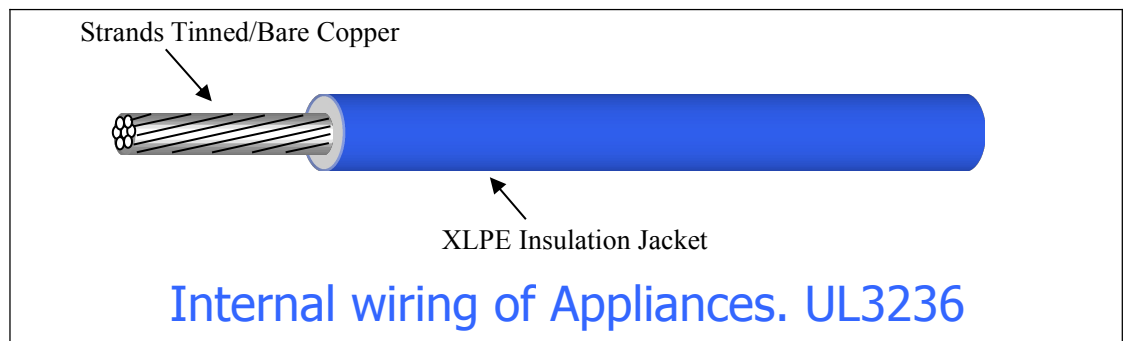 Strands Tinned/Bare Copper
XLPE Insulation Jacket
Internal wiring of Appliances. UL3236